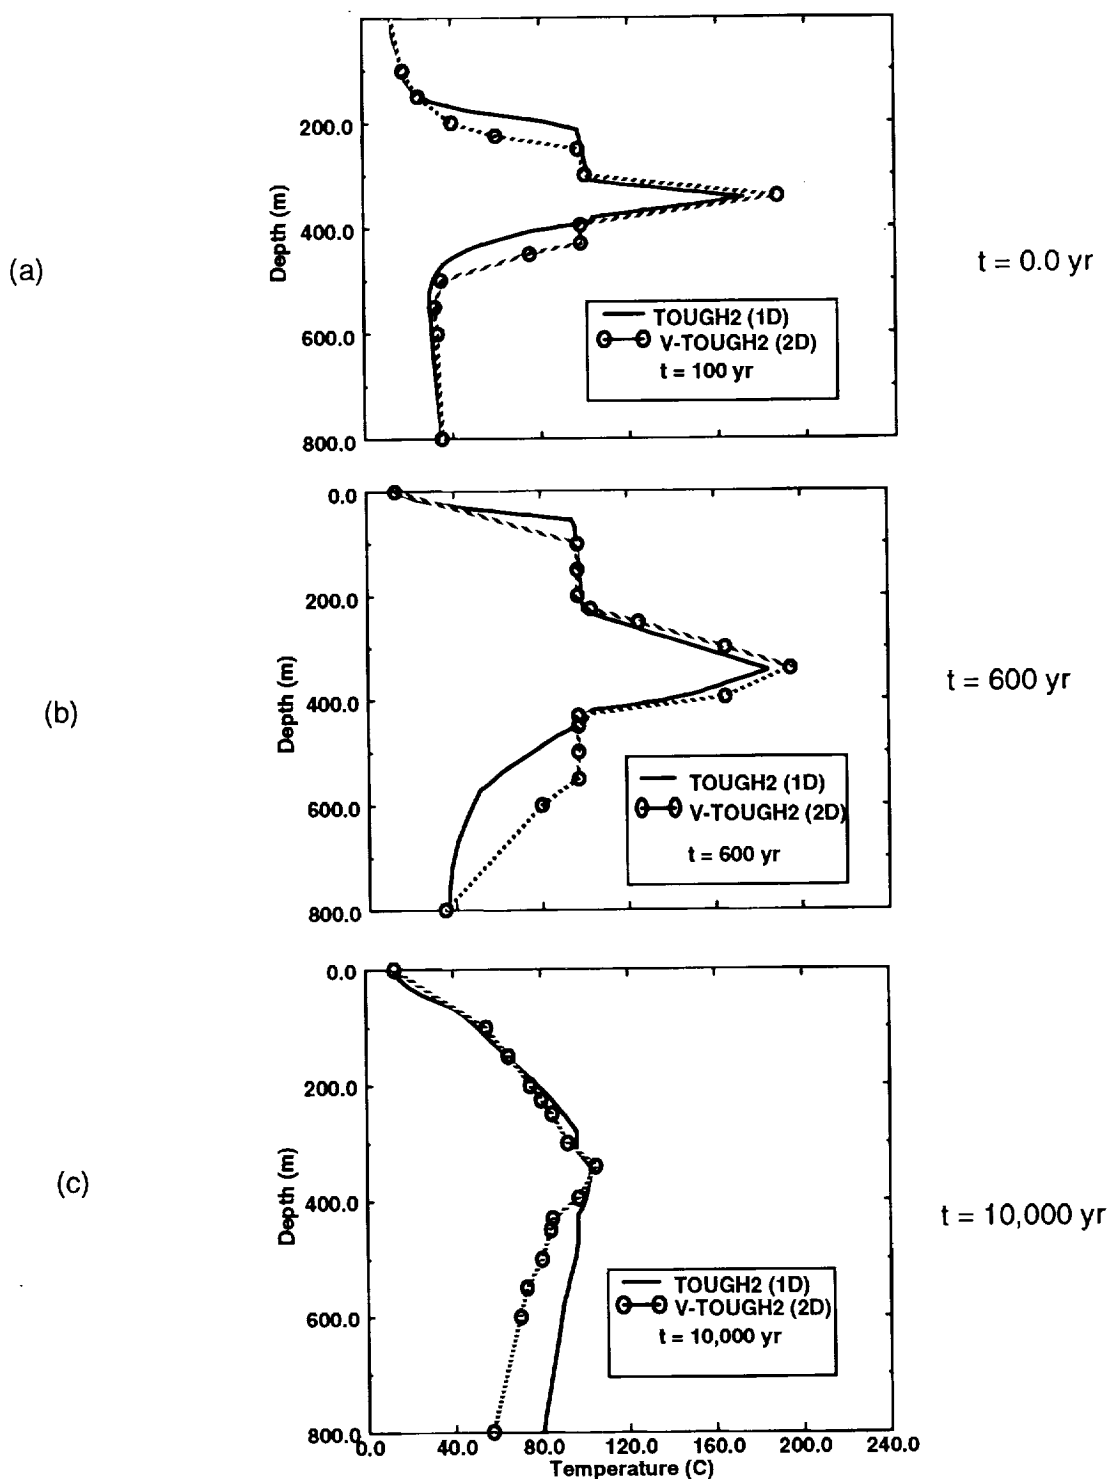 (a)
200.0
400.0
600.0
800.0
Depth (m)
TOUGH2 (1D)
V-TOUGH2 (2D)
t = 100 yr
t = 0.0 yr
(b)
0.0
200.0
400.0
600.0
800.0
Depth (m)
TOUGH2 (1D)
V-TOUGH2 (2D)
t = 600 yr
t = 600 yr
(c)
0.0
200.0
400.0
600.0
800.0
Depth (m)
TOUGH2 (1D)
V-TOUGH2 (2D)
t = 10,000 yr
t = 10,000 yr
0.0 40.0 80.0 120.0 160.0 200.0 240.0
Temperature (C)